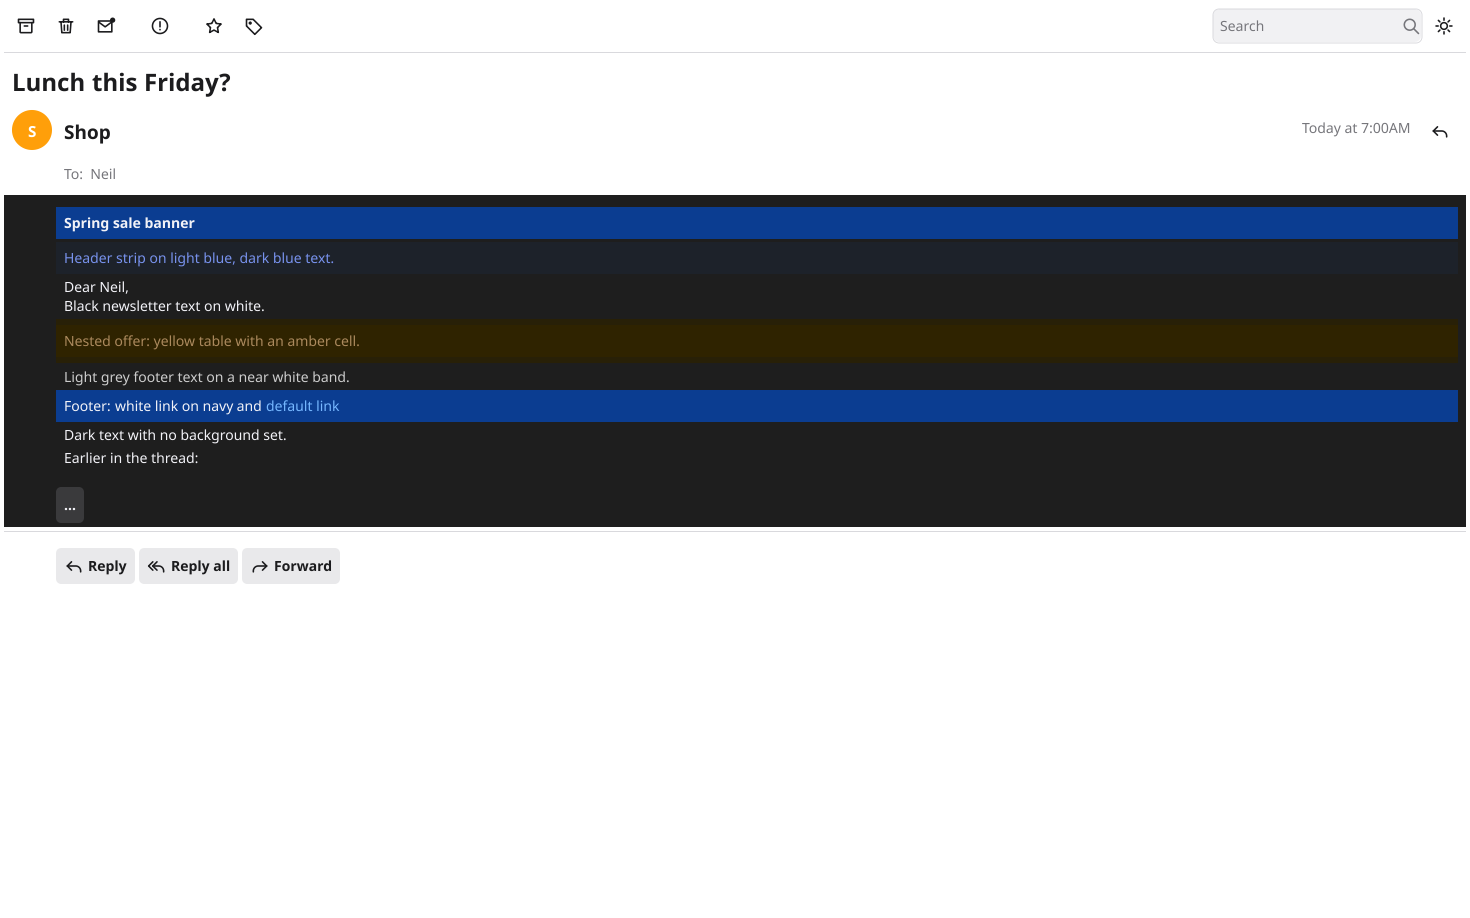 Search
Lunch this Friday?
S
Shop
Today at 7:00AM
To: Neil
Spring sale banner
Header strip on light blue, dark blue text.
Dear Neil,
Black newsletter text on white.
Nested offer: yellow table with an amber cell.
Light grey footer text on a near white band.
Footer: white link on navy and default link
Dark text with no background set.
Earlier in the thread:
...
Reply
Reply all
Forward